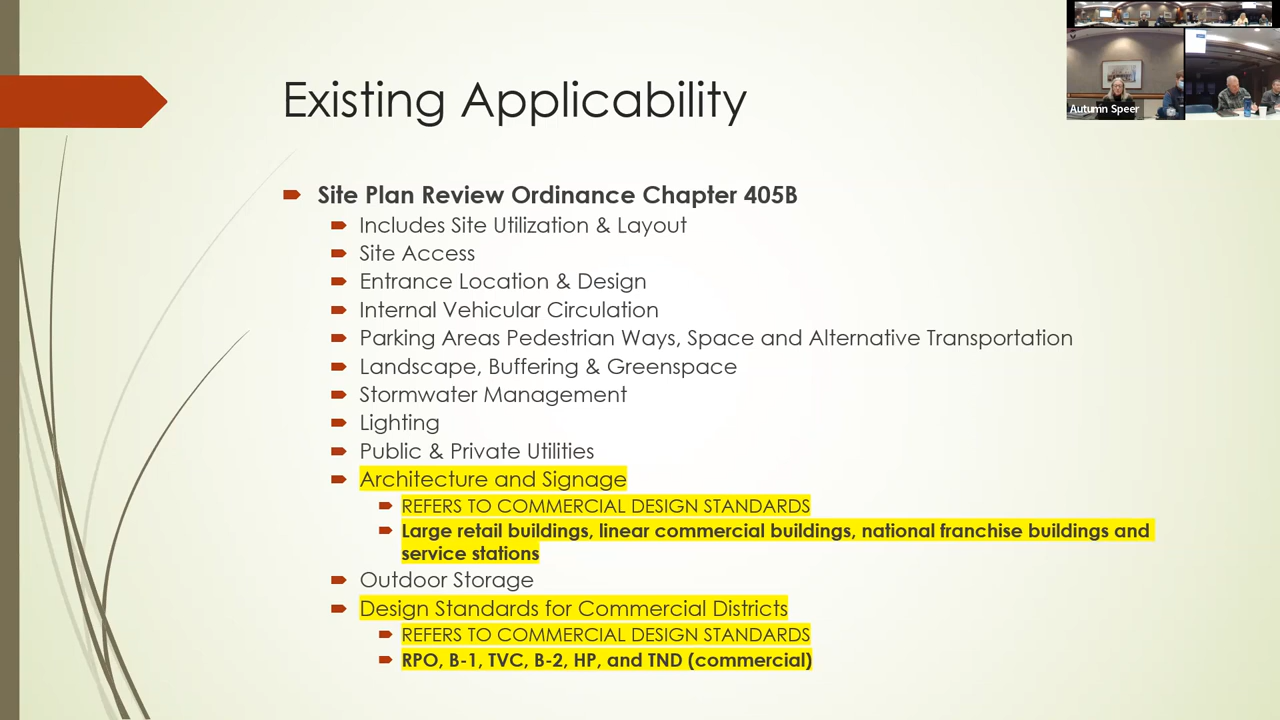 Existing Applicability
Autumn Speer
Site Plan Review Ordinance Chapter 405B
Includes Site Utilization & Layout
Site Access
Entrance Location & Design
Internal Vehicular Circulation
Parking Areas Pedestrian Ways, Space and Alternative Transportation
Landscape, Buffering & Greenspace
Stormwater Management
Lighting
Public & Private Utilities
Architecture and Signage
REFERS TO COMMERCIAL DESIGN STANDARDS
Large retail buildings, linear commercial buildings, national franchise buildings and
service stations
Outdoor Storage
Design Standards for Commercial Districts
REFERS TO COMMERCIAL DESIGN STANDARDS
RPO, B-1, TVC, B-2, HP, and TND (commercial)